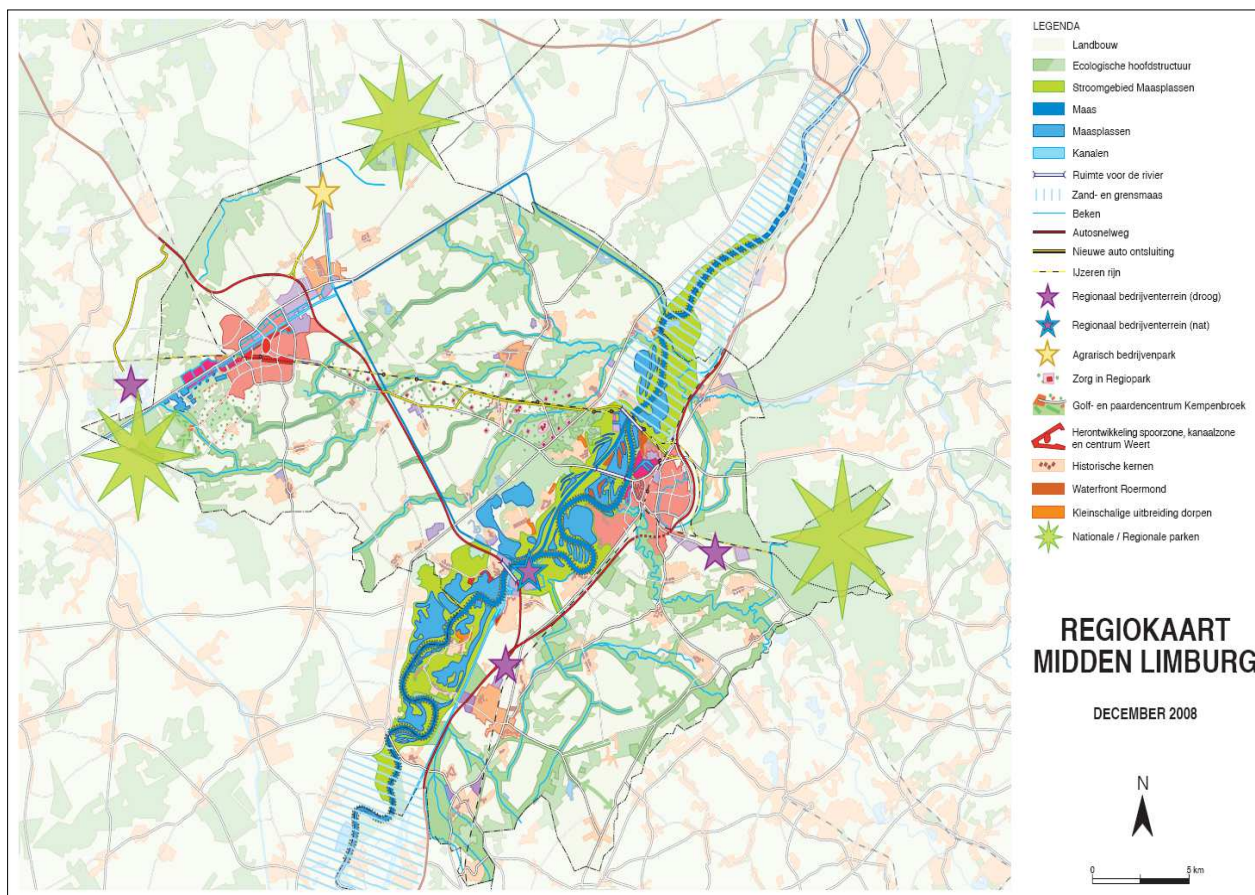 LEGENDA
Landbouw
Ecologische hoofdstructuur
Stroomgebied Maasplassen
Maas
Maasplassen
Kanalen
Ruimte voor de rivier
Zand- en grensmaas
Beken
Autosnelweg
Nieuwe auto ontsluiting
IJzeren rijn
Regionaal bedrijventerrein (droog)
Regionaal bedrijventerrein (nat)
Agrarisch bedrijvenpark
Zorg in Regiopark
Golf- en paardencentrum Kempenbroek
Herontwikkeling spoorzone, kanaalzone
en centrum Weert
Historische kernen
Waterfront Roermond
Kleinschalige uitbreiding dorpen
Nationale / Regionale parken
REGIOKAART
MIDDEN LIMBURG
DECEMBER 2008
N
0 5 km